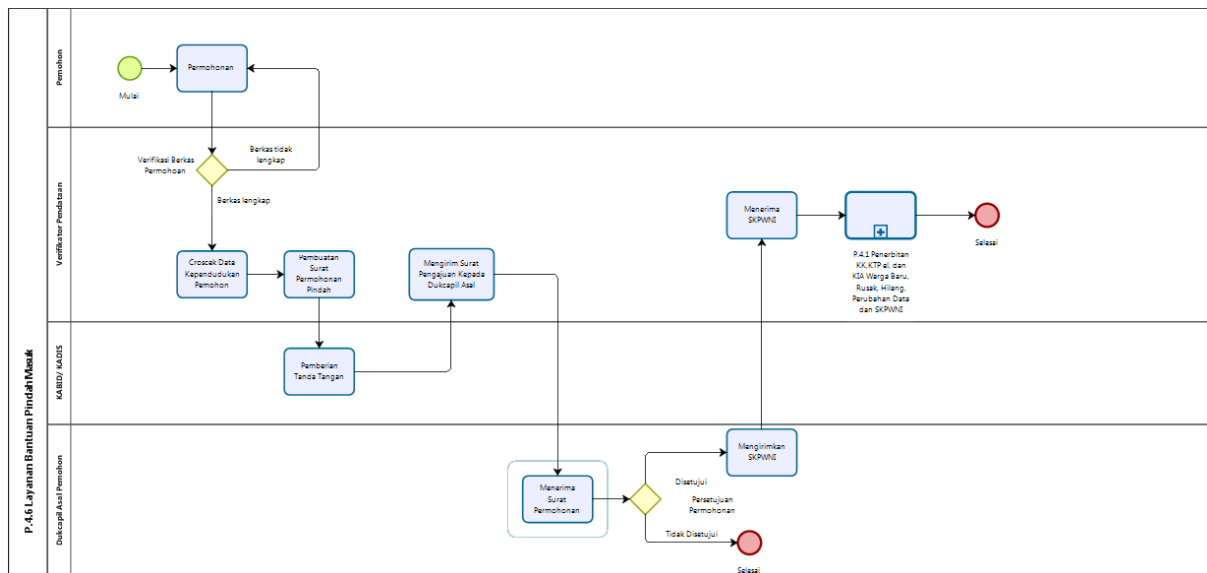 P.4.6 Layanan Bantuan Pindah Masuk
Pemohon
Mulai
Permohonan
Verifikator Pendataan
Verifikasi Berkas
Permohoan
Berkas tidak
lengkap
Berkas lengkap
Croscek Data
Kependudukan
Pemohon
Pembuatan
Surat
Permohonan
Pindah
Mengirim Surat
Pengajuan Kepada
Dukcapil Asal
Menerima
SKPWNI
P.4.1 Penerbitan
KK,KTP el, dan
KIA Warga Baru,
Rusak, Hilang,
Perubahan Data
dan SKPWNI
Selesai
KABID/ KADIS
Pemberian
Tanda Tangan
Dukcapil Asal Pemohon
Menerima
Surat
Permohonan
Disetujui
Persetujuan
Permohonan
Tidak Disetujui
Mengirimkan
SKPWNI
Selesai